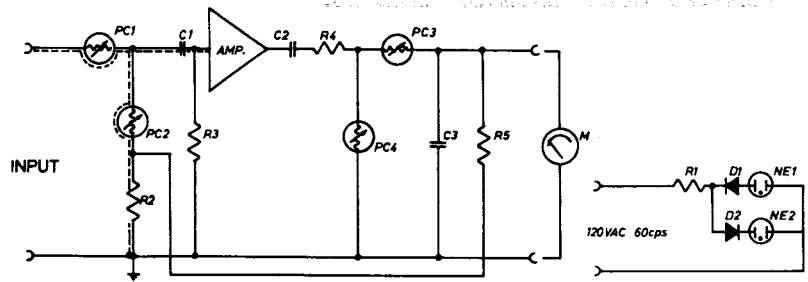 PC1
C1
AMP.
C2
R4
PC3
PC2
R3
PC4
C3
R5
M
INPUT
R2
R1
D1
NE1
D2
NE2
120VAC 60cps